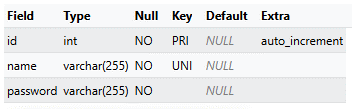 Field Type Null Key Default Extra
id int NO PRI NULL auto_increment
name varchar(255) NO UNI NULL
password varchar(255) NO NULL